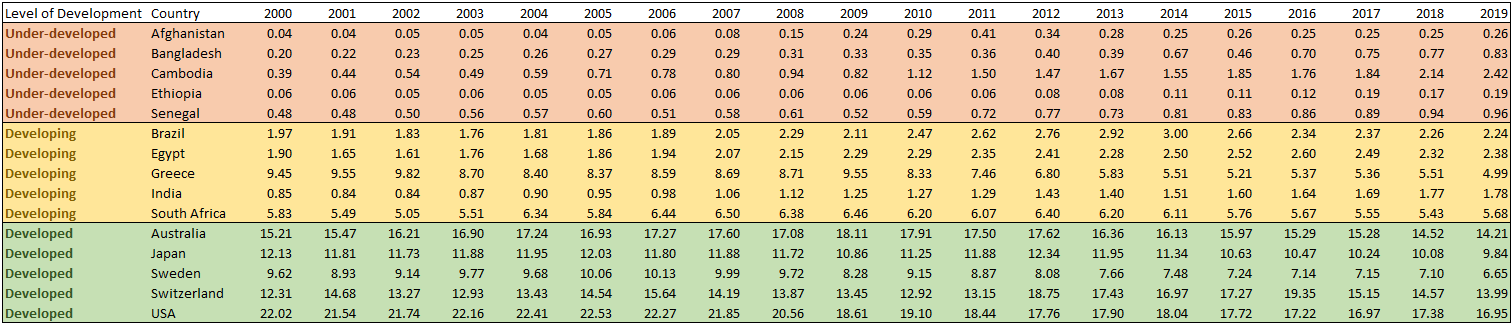 Level of Development Country 2000 2001 2002 2003 2004 2005 2006 2007 2008 2009 2010 2011 2012 2013 2014 2015 2016 2017 2018 2019
Under-developed Afghanistan 0.04 0.04 0.05 0.05 0.04 0.05 0.06 0.08 0.15 0.24 0.29 0.41 0.34 0.28 0.25 0.26 0.25 0.25 0.25 0.26
Under-developed Bangladesh 0.20 0.22 0.23 0.25 0.26 0.27 0.29 0.29 0.31 0.33 0.35 0.36 0.40 0.39 0.67 0.46 0.70 0.75 0.77 0.83
Under-developed Cambodia 0.39 0.44 0.54 0.49 0.59 0.71 0.78 0.80 0.94 0.82 1.12 1.50 1.47 1.67 1.55 1.85 1.76 1.84 2.14 2.42
Under-developed Ethiopia 0.06 0.06 0.05 0.06 0.05 0.05 0.06 0.06 0.06 0.06 0.06 0.06 0.08 0.08 0.11 0.11 0.12 0.19 0.17 0.19
Under-developed Senegal 0.48 0.48 0.50 0.56 0.57 0.60 0.51 0.58 0.61 0.52 0.59 0.72 0.77 0.73 0.81 0.83 0.86 0.89 0.94 0.96
Developing Brazil 1.97 1.91 1.83 1.76 1.81 1.86 1.89 2.05 2.29 2.11 2.47 2.62 2.76 2.92 3.00 2.66 2.34 2.37 2.26 2.24
Developing Egypt 1.90 1.65 1.61 1.76 1.68 1.86 1.94 2.07 2.15 2.29 2.29 2.35 2.41 2.28 2.50 2.52 2.60 2.49 2.32 2.38
Developing Greece 9.45 9.55 9.82 8.70 8.40 8.37 8.59 8.69 8.71 9.55 8.33 7.46 6.80 5.83 5.51 5.21 5.37 5.36 5.51 4.99
Developing India 0.85 0.84 0.84 0.87 0.90 0.95 0.98 1.06 1.12 1.25 1.27 1.29 1.43 1.40 1.51 1.60 1.64 1.69 1.77 1.78
Developing South Africa 5.83 5.49 5.05 5.51 6.34 5.84 6.44 6.50 6.38 6.46 6.20 6.07 6.40 6.20 6.11 5.76 5.67 5.55 5.43 5.68
Developed Australia 15.21 15.47 16.21 16.90 17.24 16.93 17.27 17.60 17.08 18.11 17.91 17.50 17.62 16.36 16.13 15.97 15.29 15.28 14.52 14.21
Developed Japan 12.13 11.81 11.73 11.88 11.95 12.03 11.80 11.88 11.72 10.86 11.25 11.88 12.34 11.95 11.34 10.63 10.47 10.24 10.08 9.84
Developed Sweden 9.62 8.93 9.14 9.77 9.68 10.06 10.13 9.99 9.72 8.28 9.15 8.87 8.08 7.66 7.48 7.24 7.14 7.15 7.10 6.65
Developed Switzerland 12.31 14.68 13.27 12.93 13.43 14.54 15.64 14.19 13.87 13.45 12.92 13.15 18.75 17.43 16.97 17.27 19.35 15.15 14.57 13.99
Developed USA 22.02 21.54 21.74 22.16 22.41 22.53 22.27 21.85 20.56 18.61 19.10 18.44 17.76 17.90 18.04 17.72 17.22 16.97 17.38 16.95